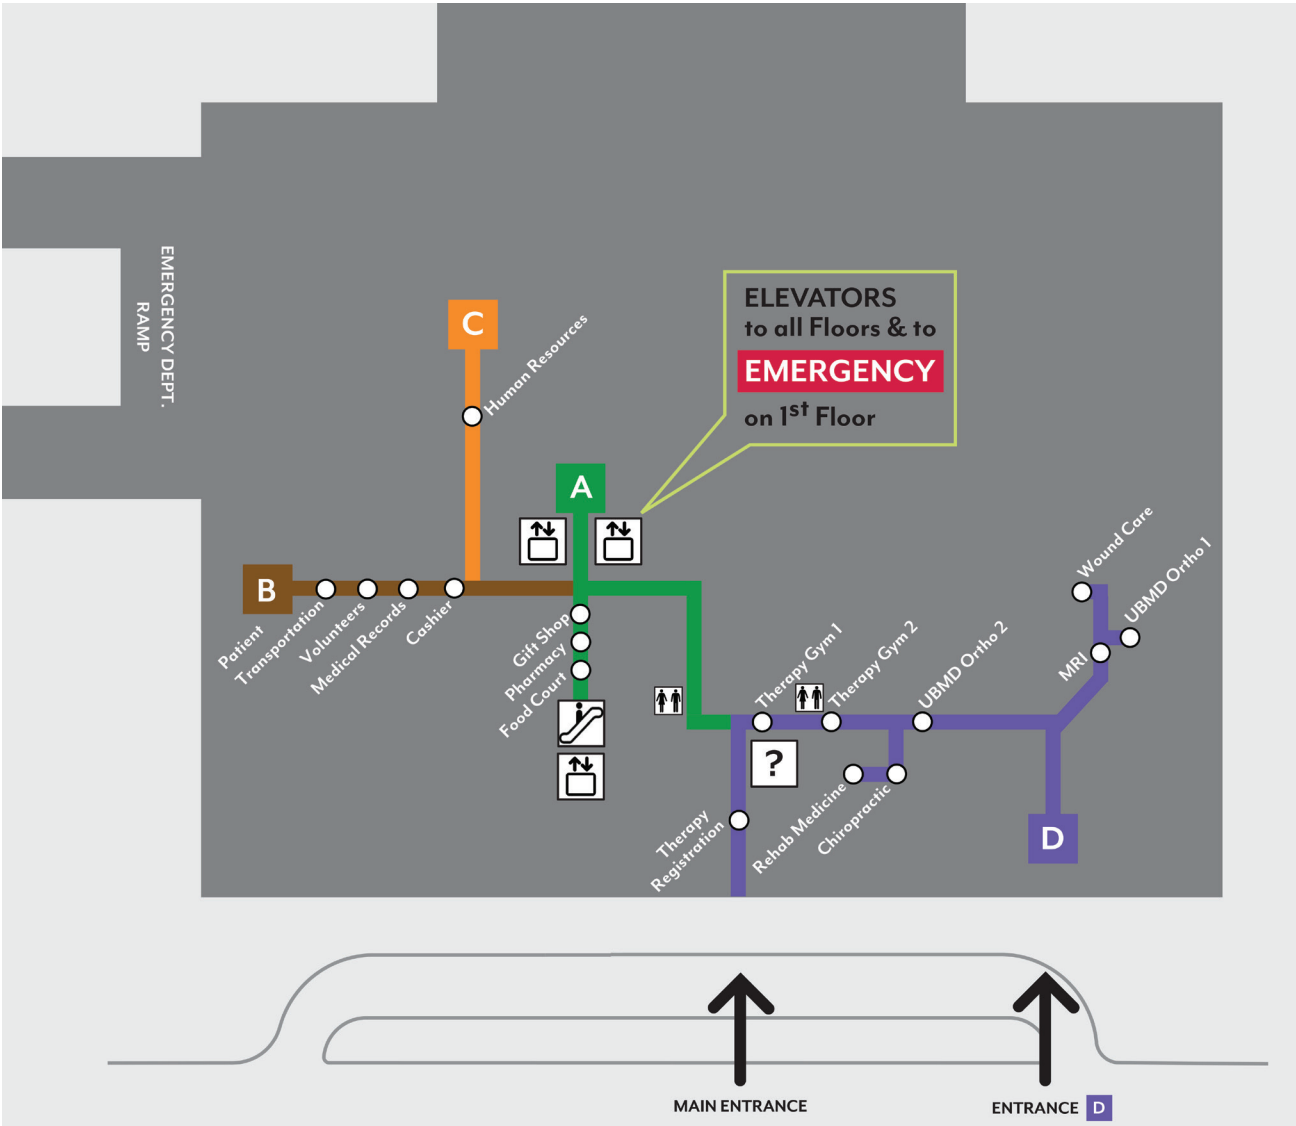 EMERGENCY DEPT.
RAMP
ELEVATORS
to all Floors & to
EMERGENCY
on 1st Floor
C
Human Resources
A
B
Patient
Transportation
Volunteers
Medical Records
Cashier
Gift Shop
Pharmacy
Food Court
Therapy Gym 1
Therapy Gym 2
UBMD Ortho 2
Wound Care
UBMD Ortho 1
MRI
?
Therapy
Registration
Rehab Medicine
Chiropractic
D
MAIN ENTRANCE
ENTRANCE D